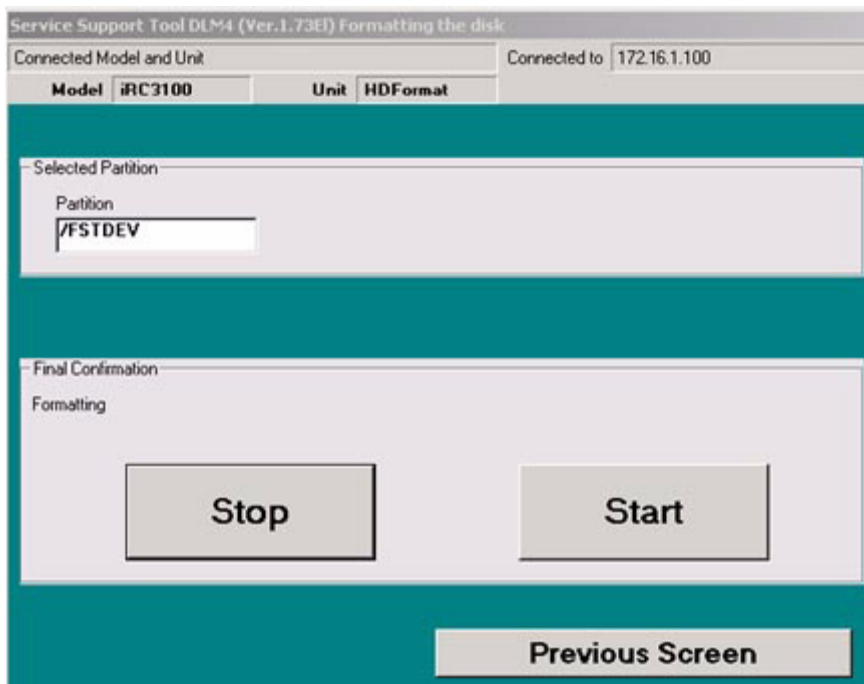 Service Support Tool DLM4 (Ver.1.73EI) Formatting the disk
Connected Model and Unit
Connected to 172.16.1.100
Model iRC3100 Unit HDFormat
Selected Partition
Partition
/FSTDEV
Final Confirmation
Formatting
Stop Start
Previous Screen